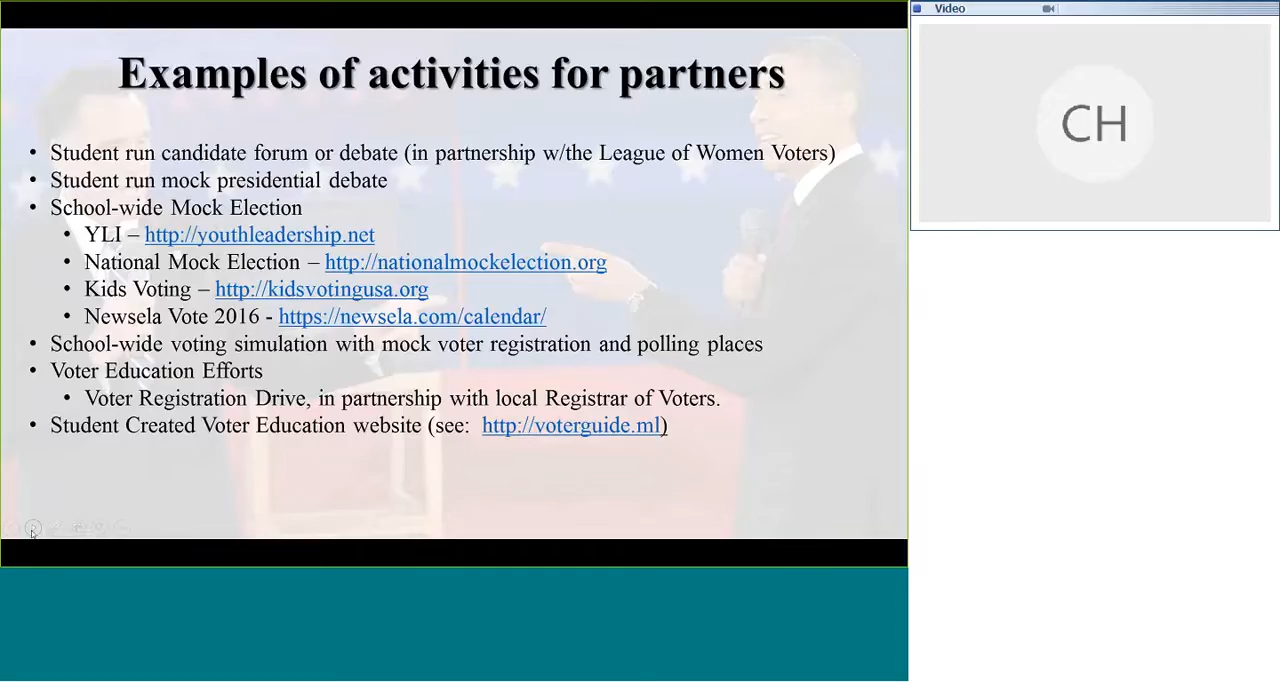 Examples of activities for partners
• Student run candidate forum or debate (in partnership w/the League of Women Voters)
• Student run mock presidential debate
• School-wide Mock Election
• YLI – http://youthleadership.net
• National Mock Election – http://nationalmockelection.org
• Kids Voting – http://kidsvotingusa.org
• Newsela Vote 2016 - https://newsela.com/calendar/
• School-wide voting simulation with mock voter registration and polling places
• Voter Education Efforts
• Voter Registration Drive, in partnership with local Registrar of Voters.
• Student Created Voter Education website (see: http://voterguide.ml)
Video
CH